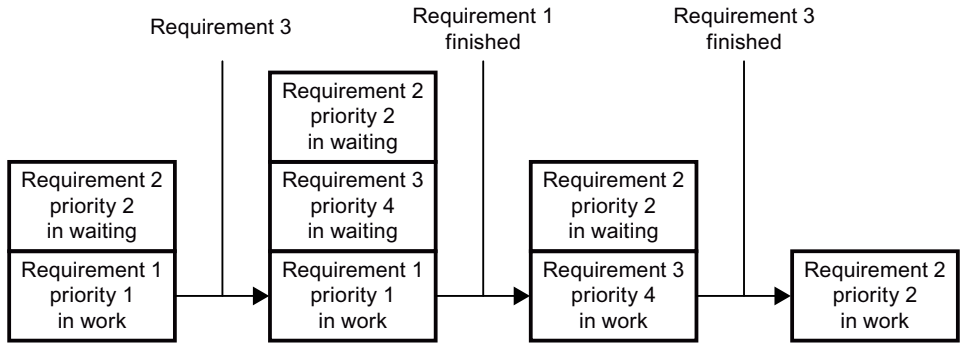 Requirement 3
Requirement 1
finished
Requirement 3
finished
Requirement 2
priority 2
in waiting
Requirement 1
priority 1
in work
Requirement 2
priority 2
in waiting
Requirement 3
priority 4
in waiting
Requirement 1
priority 1
in work
Requirement 2
priority 2
in waiting
Requirement 3
priority 4
in work
Requirement 2
priority 2
in work